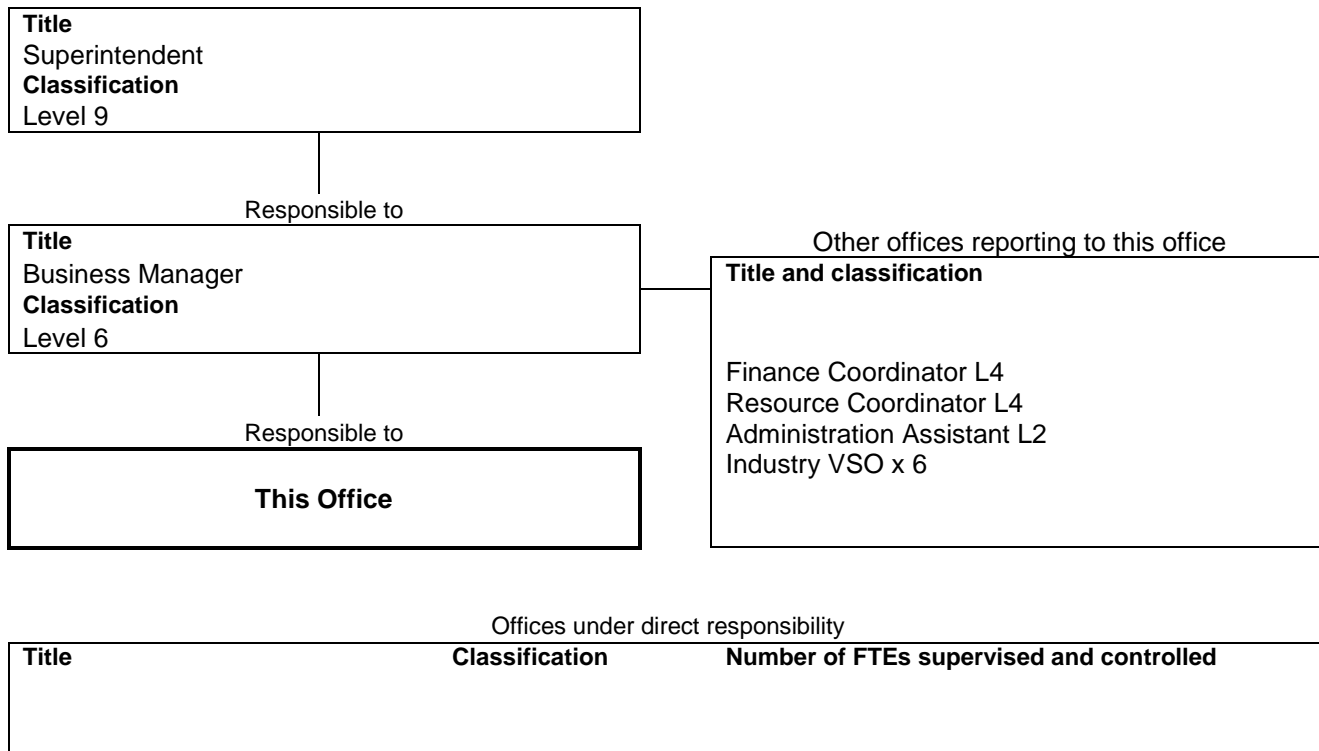 Title
Superintendent
Classification
Level 9
Responsible to
Title
Business Manager
Classification
Level 6
Other offices reporting to this office
Title and classification
Finance Coordinator L4
Resource Coordinator L4
Administration Assistant L2
Industry VSO x 6
Responsible to
This Office
Offices under direct responsibility
Title Classification Number of FTEs supervised and controlled